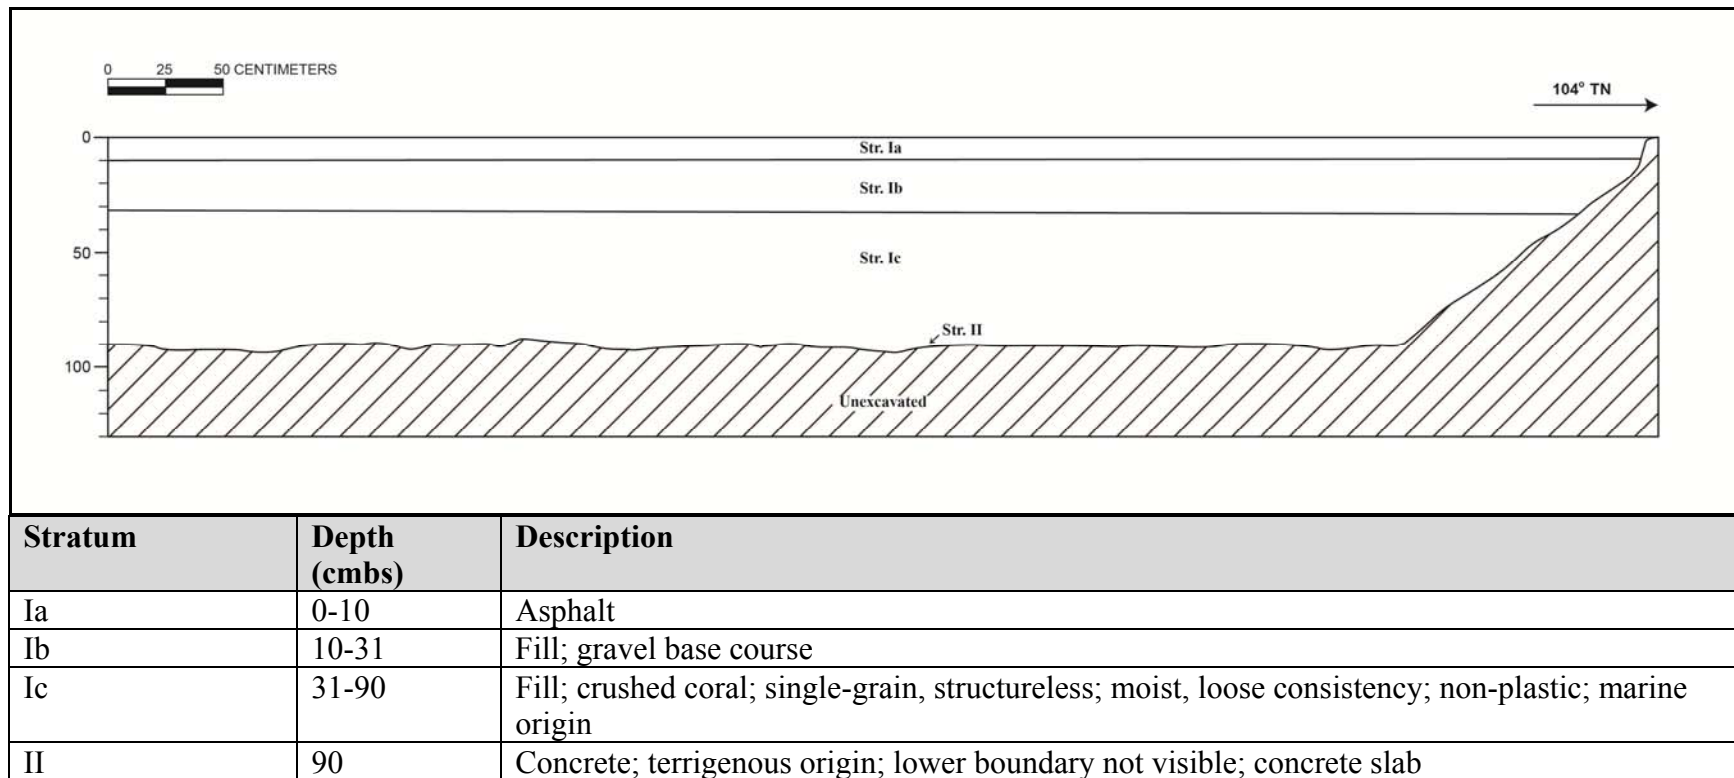 0 25 50 CENTIMETERS
104° TN
0
Str. Ia
Str. Ib
50
Str. Ic
Str. II
100
Unexcavated
Stratum Depth (cmbs) Description
Ia 0-10 Asphalt
Ib 10-31 Fill; gravel base course
Ic 31-90 Fill; crushed coral; single-grain, structureless; moist, loose consistency; non-plastic; marine
origin
II 90 Concrete; terrigenous origin; lower boundary not visible; concrete slab